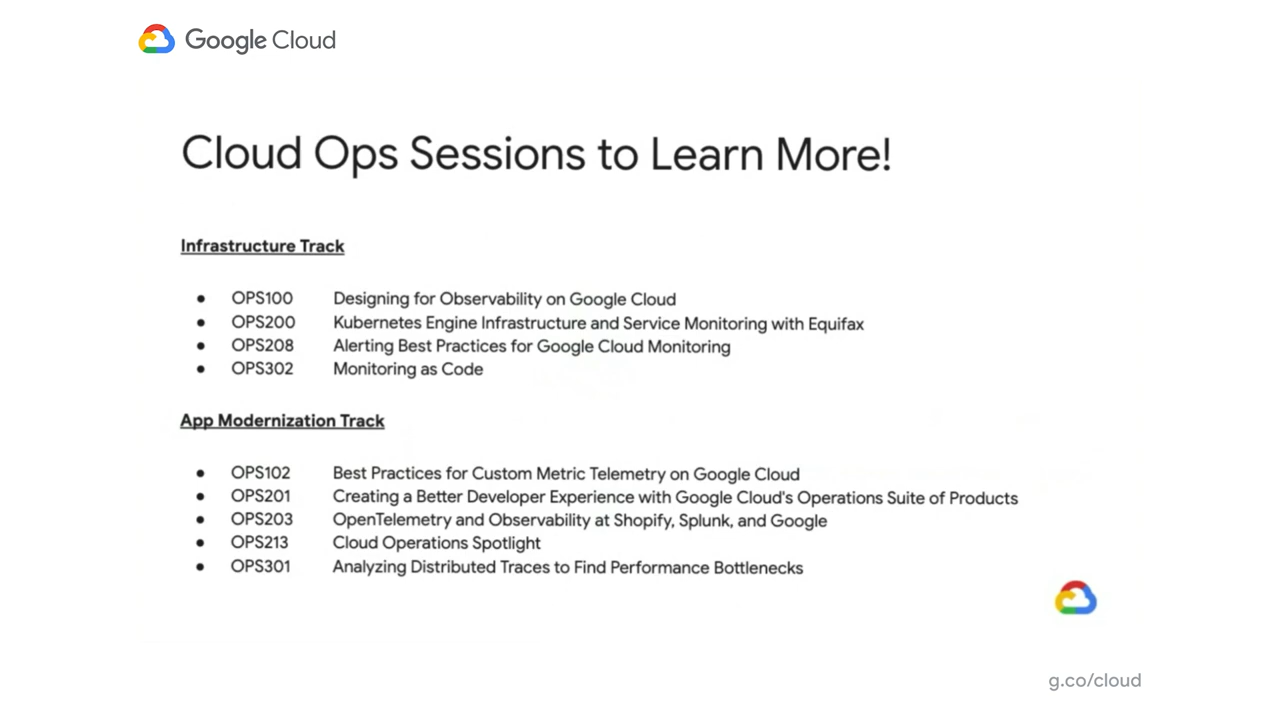 Google Cloud
Cloud Ops Sessions to Learn More!
Infrastructure Track
● OPS100 Designing for Observability on Google Cloud
● OPS200 Kubernetes Engine Infrastructure and Service Monitoring with Equifax
● OPS208 Alerting Best Practices for Google Cloud Monitoring
● OPS302 Monitoring as Code
App Modernization Track
● OPS102 Best Practices for Custom Metric Telemetry on Google Cloud
● OPS201 Creating a Better Developer Experience with Google Cloud's Operations Suite of Products
● OPS203 OpenTelemetry and Observability at Shopify, Splunk, and Google
● OPS213 Cloud Operations Spotlight
● OPS301 Analyzing Distributed Traces to Find Performance Bottlenecks
g.co/cloud